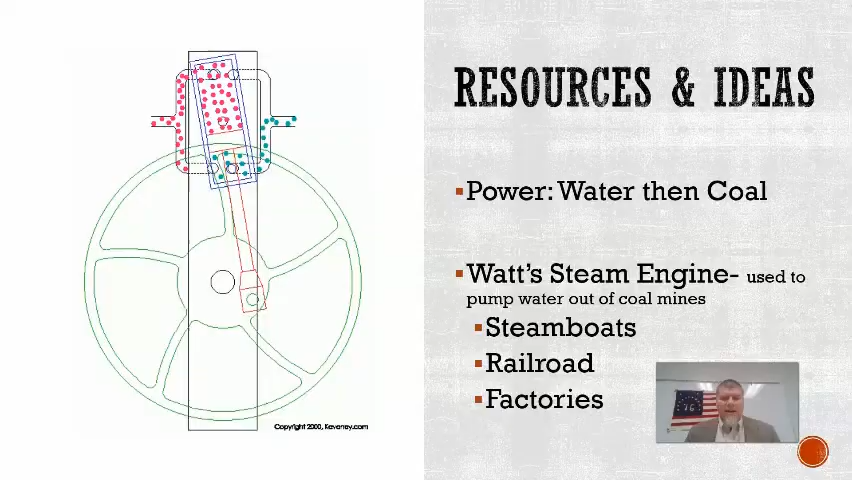 RESOURCES & IDEAS
Power: Water then Coal
Watt's Steam Engine- used to
pump water out of coal mines
Steamboats
Railroad
Factories
76
Copyright 2000, Keveney.com